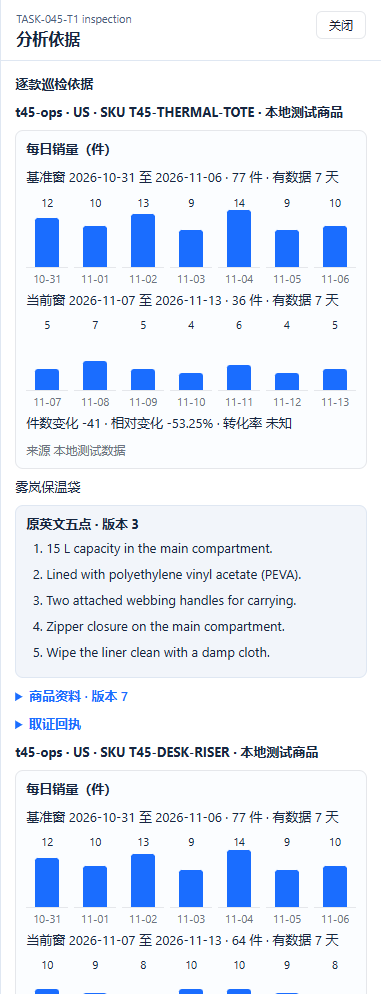 TASK-045-T1 inspection
分析依据
关闭
逐款巡检依据
t45-ops · US · SKU T45-THERMAL-TOTE · 本地测试商品
每日销量（件）
基准窗 2026-10-31 至 2026-11-06 · 77 件 · 有数据 7 天
12 10 13 9 14 9 10
10-31 11-01 11-02 11-03 11-04 11-05 11-06
当前窗 2026-11-07 至 2026-11-13 · 36 件 · 有数据 7 天
5 7 5 4 6 4 5
11-07 11-08 11-09 11-10 11-11 11-12 11-13
件数变化 -41 · 相对变化 -53.25% · 转化率 未知
来源 本地测试数据
雾岚保温袋
原英文五点 · 版本 3
1. 15 L capacity in the main compartment.
2. Lined with polyethylene vinyl acetate (PEVA).
3. Two attached webbing handles for carrying.
4. Zipper closure on the main compartment.
5. Wipe the liner clean with a damp cloth.
商品资料 · 版本 7
取证回执
t45-ops · US · SKU T45-DESK-RISER · 本地测试商品
每日销量（件）
基准窗 2026-10-31 至 2026-11-06 · 77 件 · 有数据 7 天
12 10 13 9 14 9 10
10-31 11-01 11-02 11-03 11-04 11-05 11-06
当前窗 2026-11-07 至 2026-11-13 · 64 件 · 有数据 7 天
10 9 8 10 10 9 8